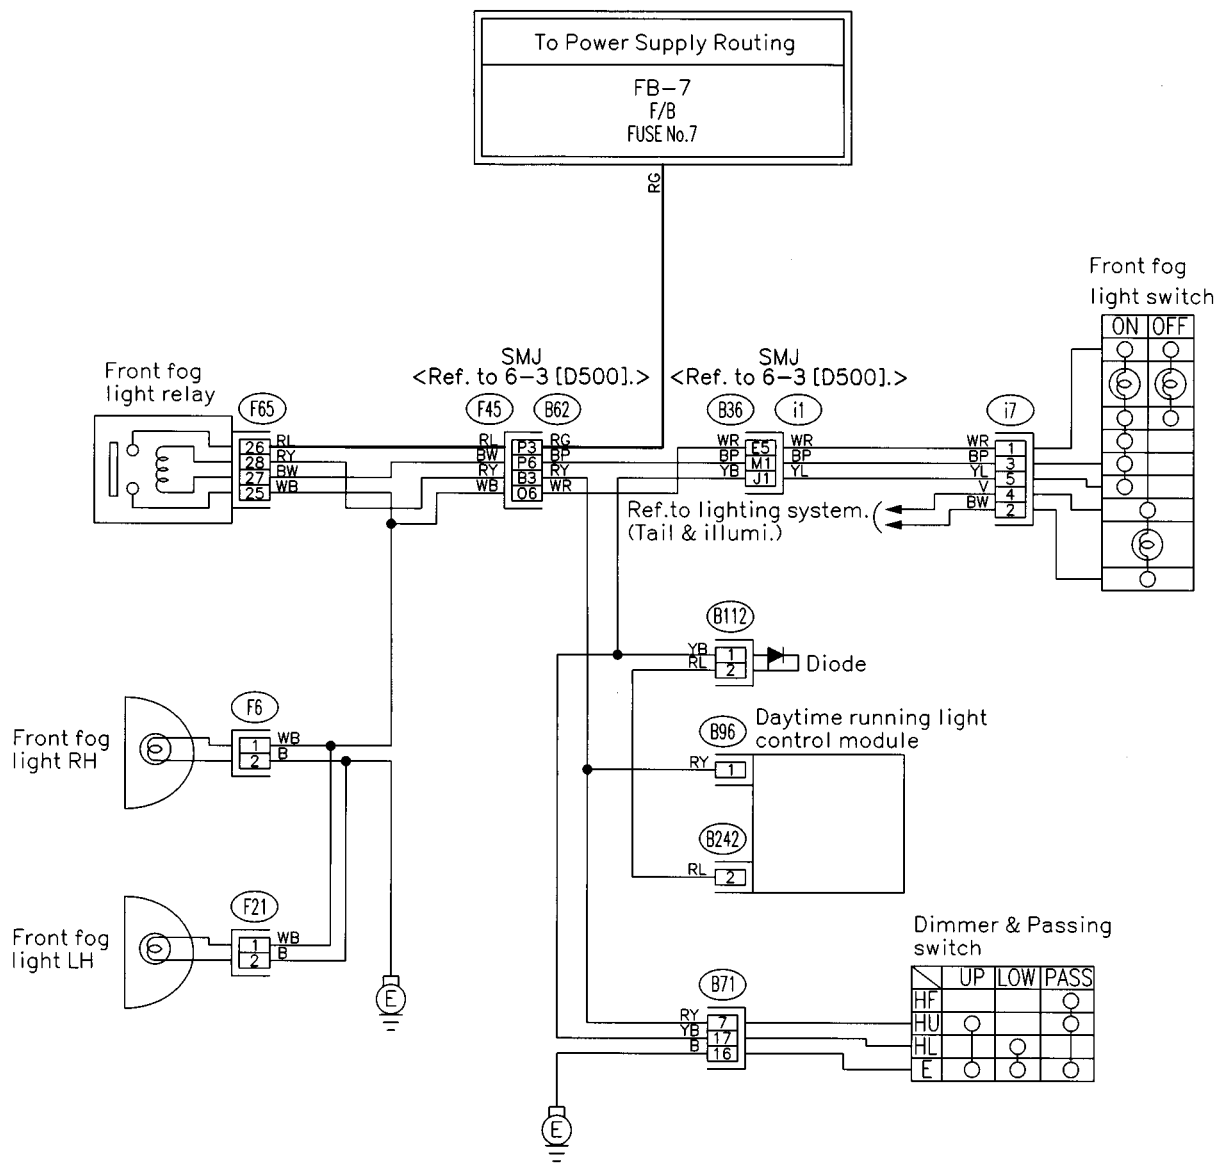 To Power Supply Routing
FB-7
F/B
FUSE No.7
RG
Front fog
light switch
ON OFF
Front fog
light relay
SMJ
<Ref. to 6-3 [D500].>
SMJ
<Ref. to 6-3 [D500].>
F65
F45 B62
B36 i1
i7
26 RL RL P3 RG WR E5 WR WR 1
28 RY BW P6 BP BP M1 BP BP 3
27 BW RY B3 RY YB J1 YL YL 5
25 WB WB O6 WR V 4
BW 2
Ref.to lighting system.
(Tail & illumi.)
B112
YB 1
RL 2
Diode
F6
Front fog
light RH
1 WB
2 B
B96
Daytime running light
control module
RY 1
B242
RL 2
F21
Front fog
light LH
1 WB
2 B
E
Dimmer & Passing
switch
UP LOW PASS
HF
HU
HL
E
B71
RY 7
YB 17
B 16
E